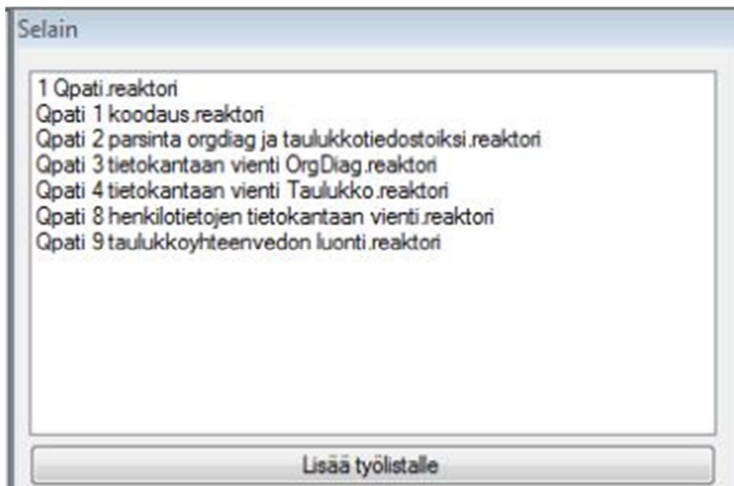 Selain
1 Qpati.reaktori
Qpati 1 koodaus.reaktori
Qpati 2 parsinta orgdiag ja taulukkotiedostoiksi.reaktori
Qpati 3 tietokantaan vienti OrgDiag.reaktori
Qpati 4 tietokantaan vienti Taulukko.reaktori
Qpati 8 henkilotietojen tietokantaan vienti.reaktori
Qpati 9 taulukkoyhteenvedon luonti.reaktori
Lisää työlistalle